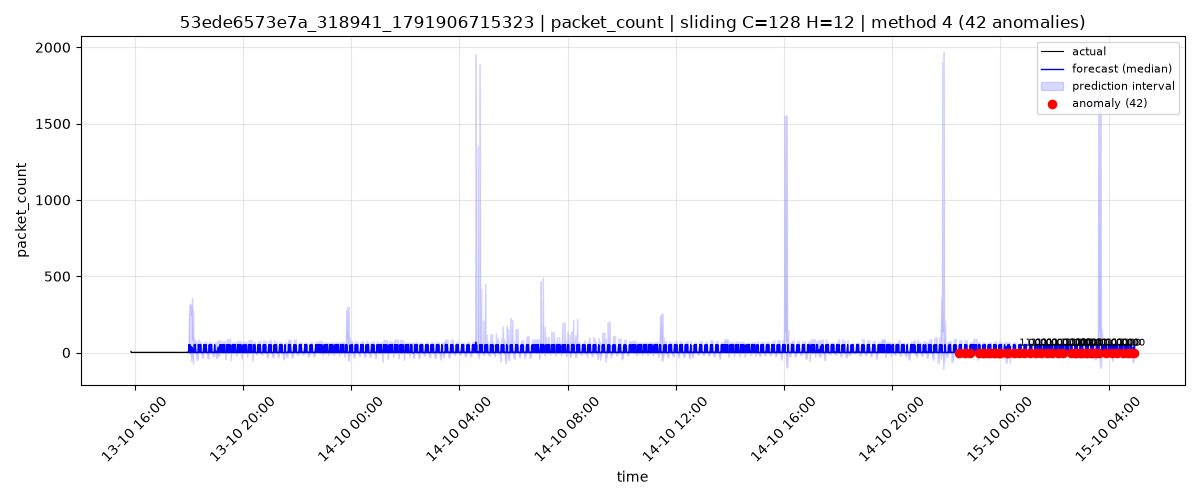 53ede6573e7a_318941_1791906715323 | packet_count | sliding C=128 H=12 | method 4 (42 anomalies)
packet_count
2000
1500
1000
500
0
actual
forecast (median)
prediction interval
anomaly (42)
13-10 16:00
13-10 20:00
14-10 00:00
14-10 04:00
14-10 08:00
14-10 12:00
14-10 16:00
14-10 20:00
15-10 00:00
15-10 04:00
time